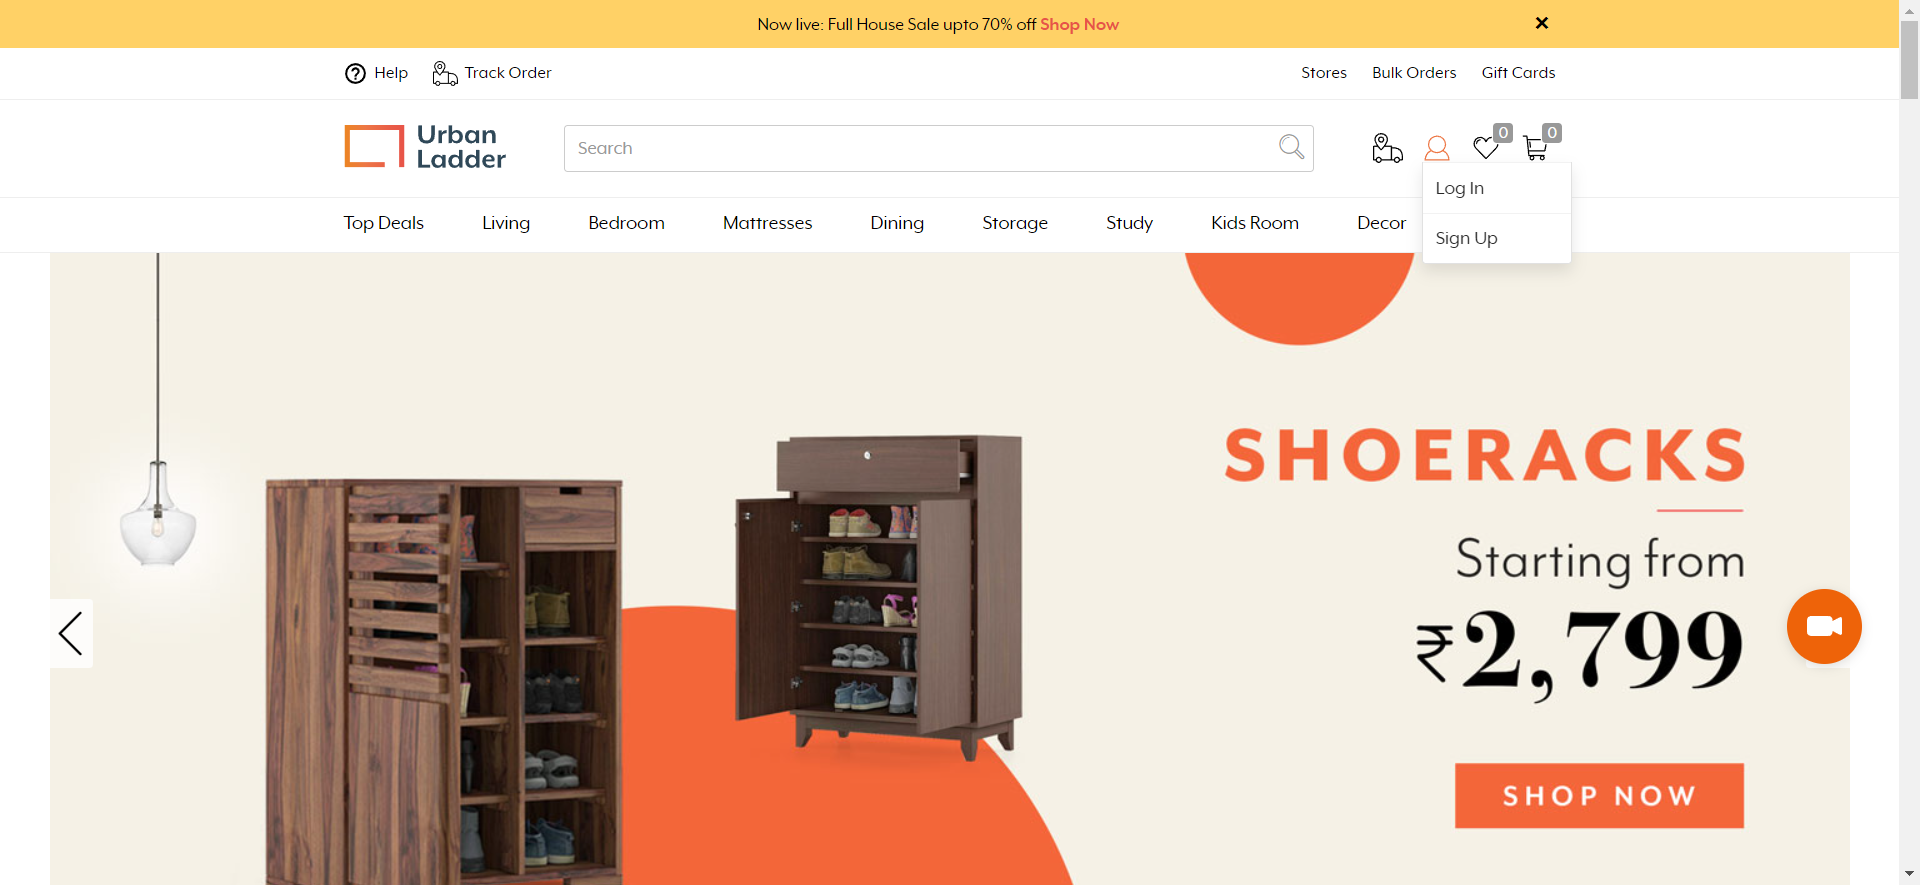 Now live: Full House Sale upto 70% off Shop Now ×
Help Track Order Stores Bulk Orders Gift Cards
Urban
Ladder
Search
0 0
Log In
Top Deals Living Bedroom Mattresses Dining Storage Study Kids Room Decor
Sign Up
SHOERACKS
Starting from
₹2,799
SHOP NOW